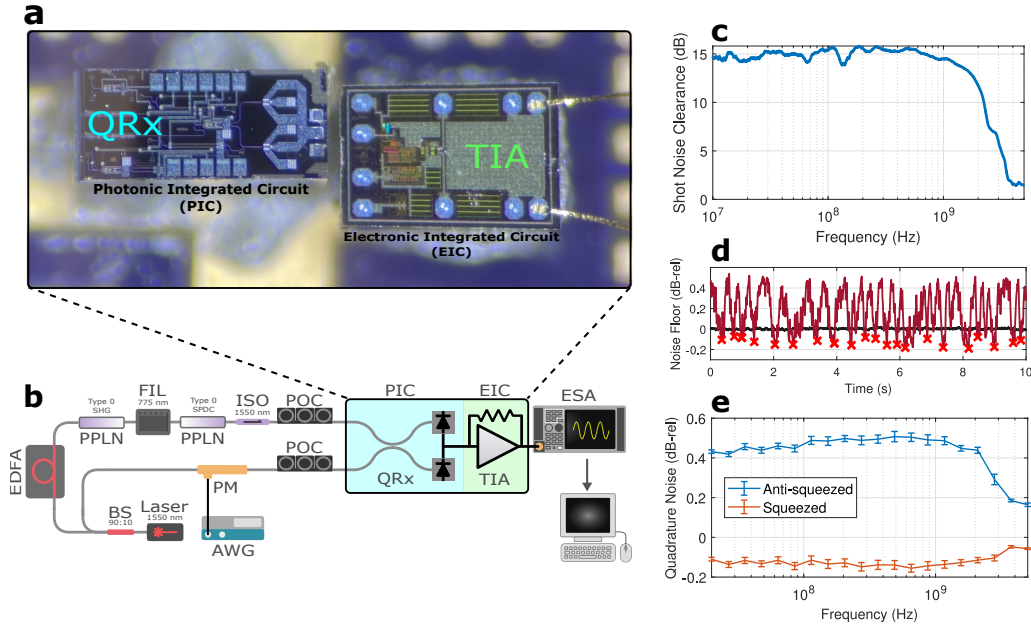 a
QRx
TIA
Photonic Integrated Circuit
(PIC)
Electronic Integrated Circuit
(EIC)
b
Type 0
SHG
PPLN
FIL
775 nm
Type 0
SPDC
PPLN
ISO
1550 nm
POC
POC
EDFA
BS
90:10
Laser
1550 nm
PM
AWG
PIC
EIC
QRx
TIA
ESA
c
Shot Noise Clearance (dB)
15
10
5
0
10^7
10^8
10^9
Frequency (Hz)
d
Noise Floor (dB-rel)
0.4
0.2
0
-0.2
0
2
4
6
8
10
Time (s)
e
Quadrature Noise (dB-rel)
0.6
0.4
0.2
0
-0.2
Anti-squeezed
Squeezed
10^8
10^9
Frequency (Hz)